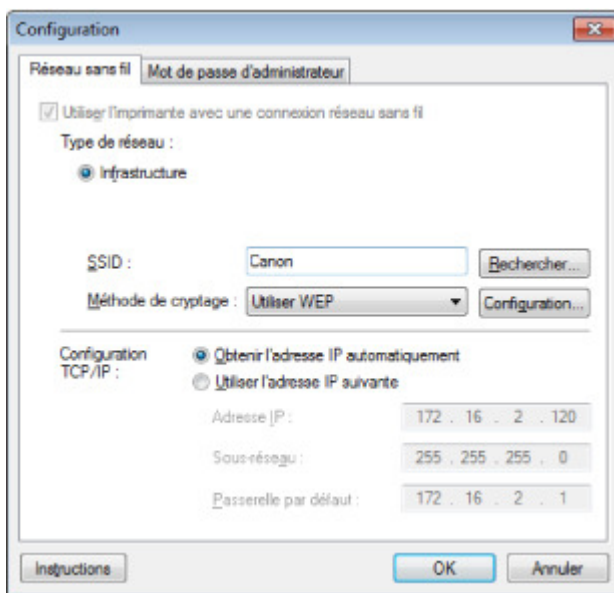 Configuration
Réseau sans fil Mot de passe d'administrateur
Utiliser l'imprimante avec une connexion réseau sans fil
Type de réseau :
Infrastructure
SSID : Canon Rechercher...
Méthode de cryptage : Utiliser WEP Configuration...
Configuration TCP/IP : Obtenir l'adresse IP automatiquement
Utiliser l'adresse IP suivante
Adresse IP : 172 . 16 . 2 . 120
Sous-réseau : 255 . 255 . 255 . 0
Passerelle par défaut : 172 . 16 . 2 . 1
Instructions OK Annuler